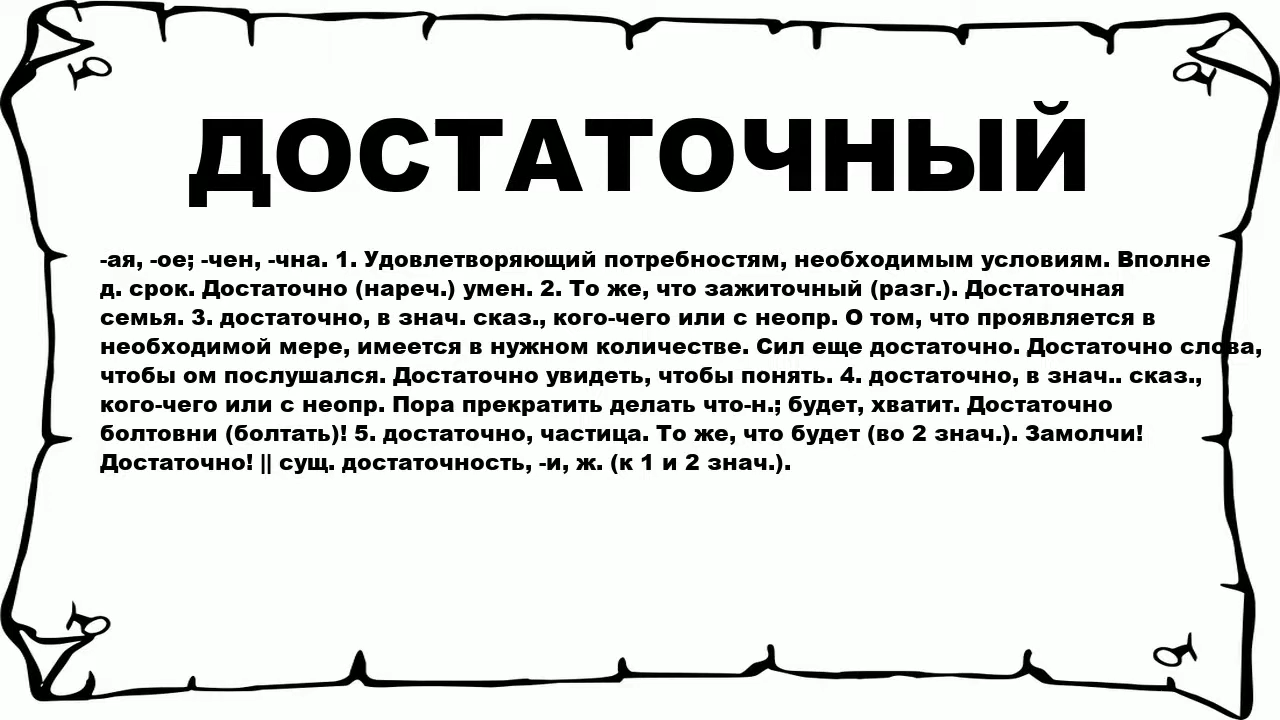 ДОСТАТОЧНЫЙ
-ая, -ое; -чен, -чна. 1. Удовлетворяющий потребностям, необходимым условиям. Вполне
д. срок. Достаточно (нареч.) умен. 2. То же, что зажиточный (разг.). Достаточная
семья. 3. достаточно, в знач. сказ., кого-чего или с неопр. О том, что проявляется в
необходимой мере, имеется в нужном количестве. Сил еще достаточно. Достаточно слова,
чтобы ом послушался. Достаточно увидеть, чтобы понять. 4. достаточно, в знач.. сказ.,
кого-чего или с неопр. Пора прекратить делать что-н.; будет, хватит. Достаточно
болтовни (болтать)! 5. достаточно, частица. То же, что будет (во 2 знач.). Замолчи!
Достаточно! || сущ. достаточность, -и, ж. (к 1 и 2 знач.).